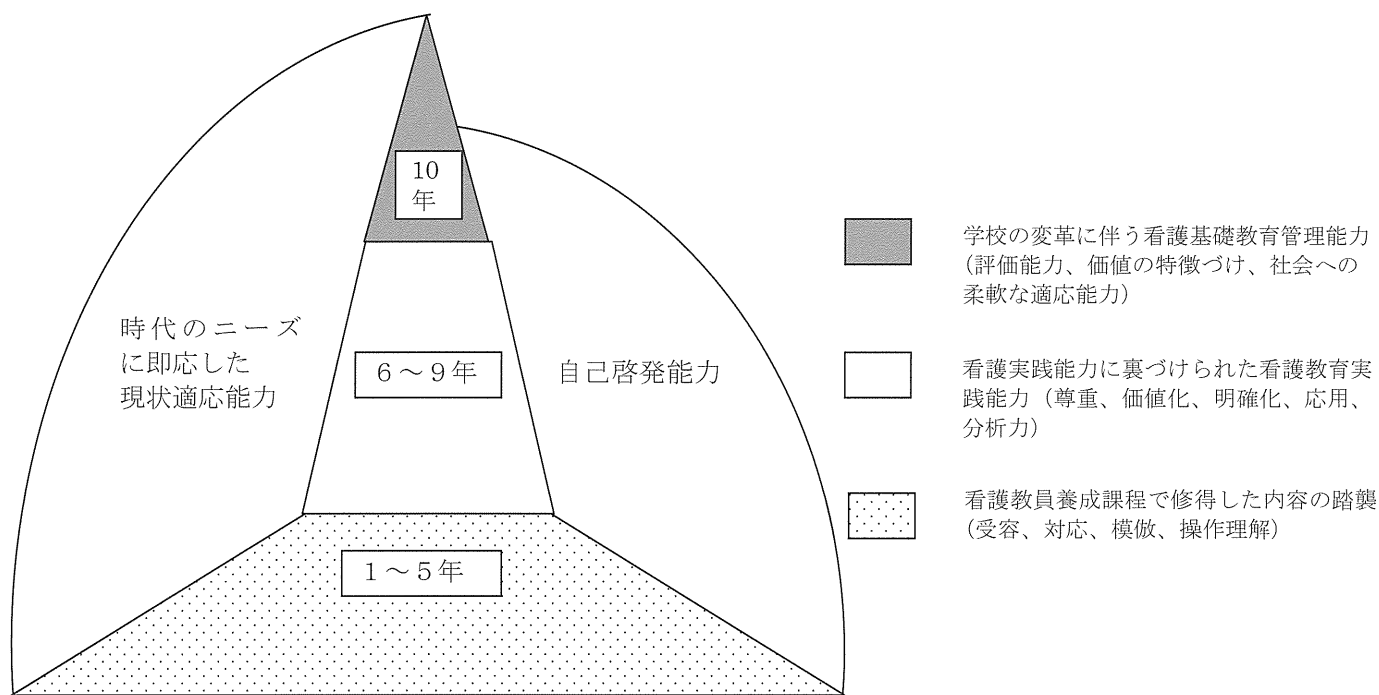 10
年
時代のニーズ
に即応した
現状適応能力
6～9年
自己啓発能力
1～5年
学校の変革に伴う看護基礎教育管理能力
（評価能力、価値の特徴づけ、社会への
柔軟な適応能力）
看護実践能力に裏づけられた看護教育実
践能力（尊重、価値化、明確化、応用、
分析力）
看護教員養成課程で修得した内容の踏襲
（受容、対応、模倣、操作理解）